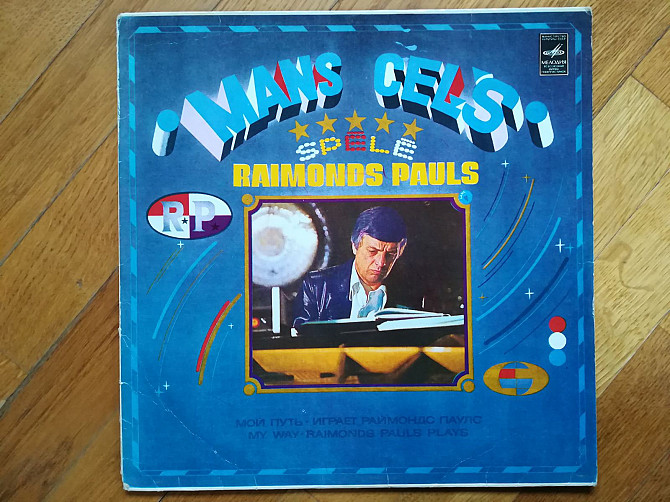 MANS CEĻŠ
SPĒLĒ
RAIMONDS PAULS
МЕЛОДИЯ
R★P★
МОЙ ПУТЬ · ИГРАЕТ РАЙМОНДС ПАУЛС
MY WAY · RAIMONDS PAULS PLAYS